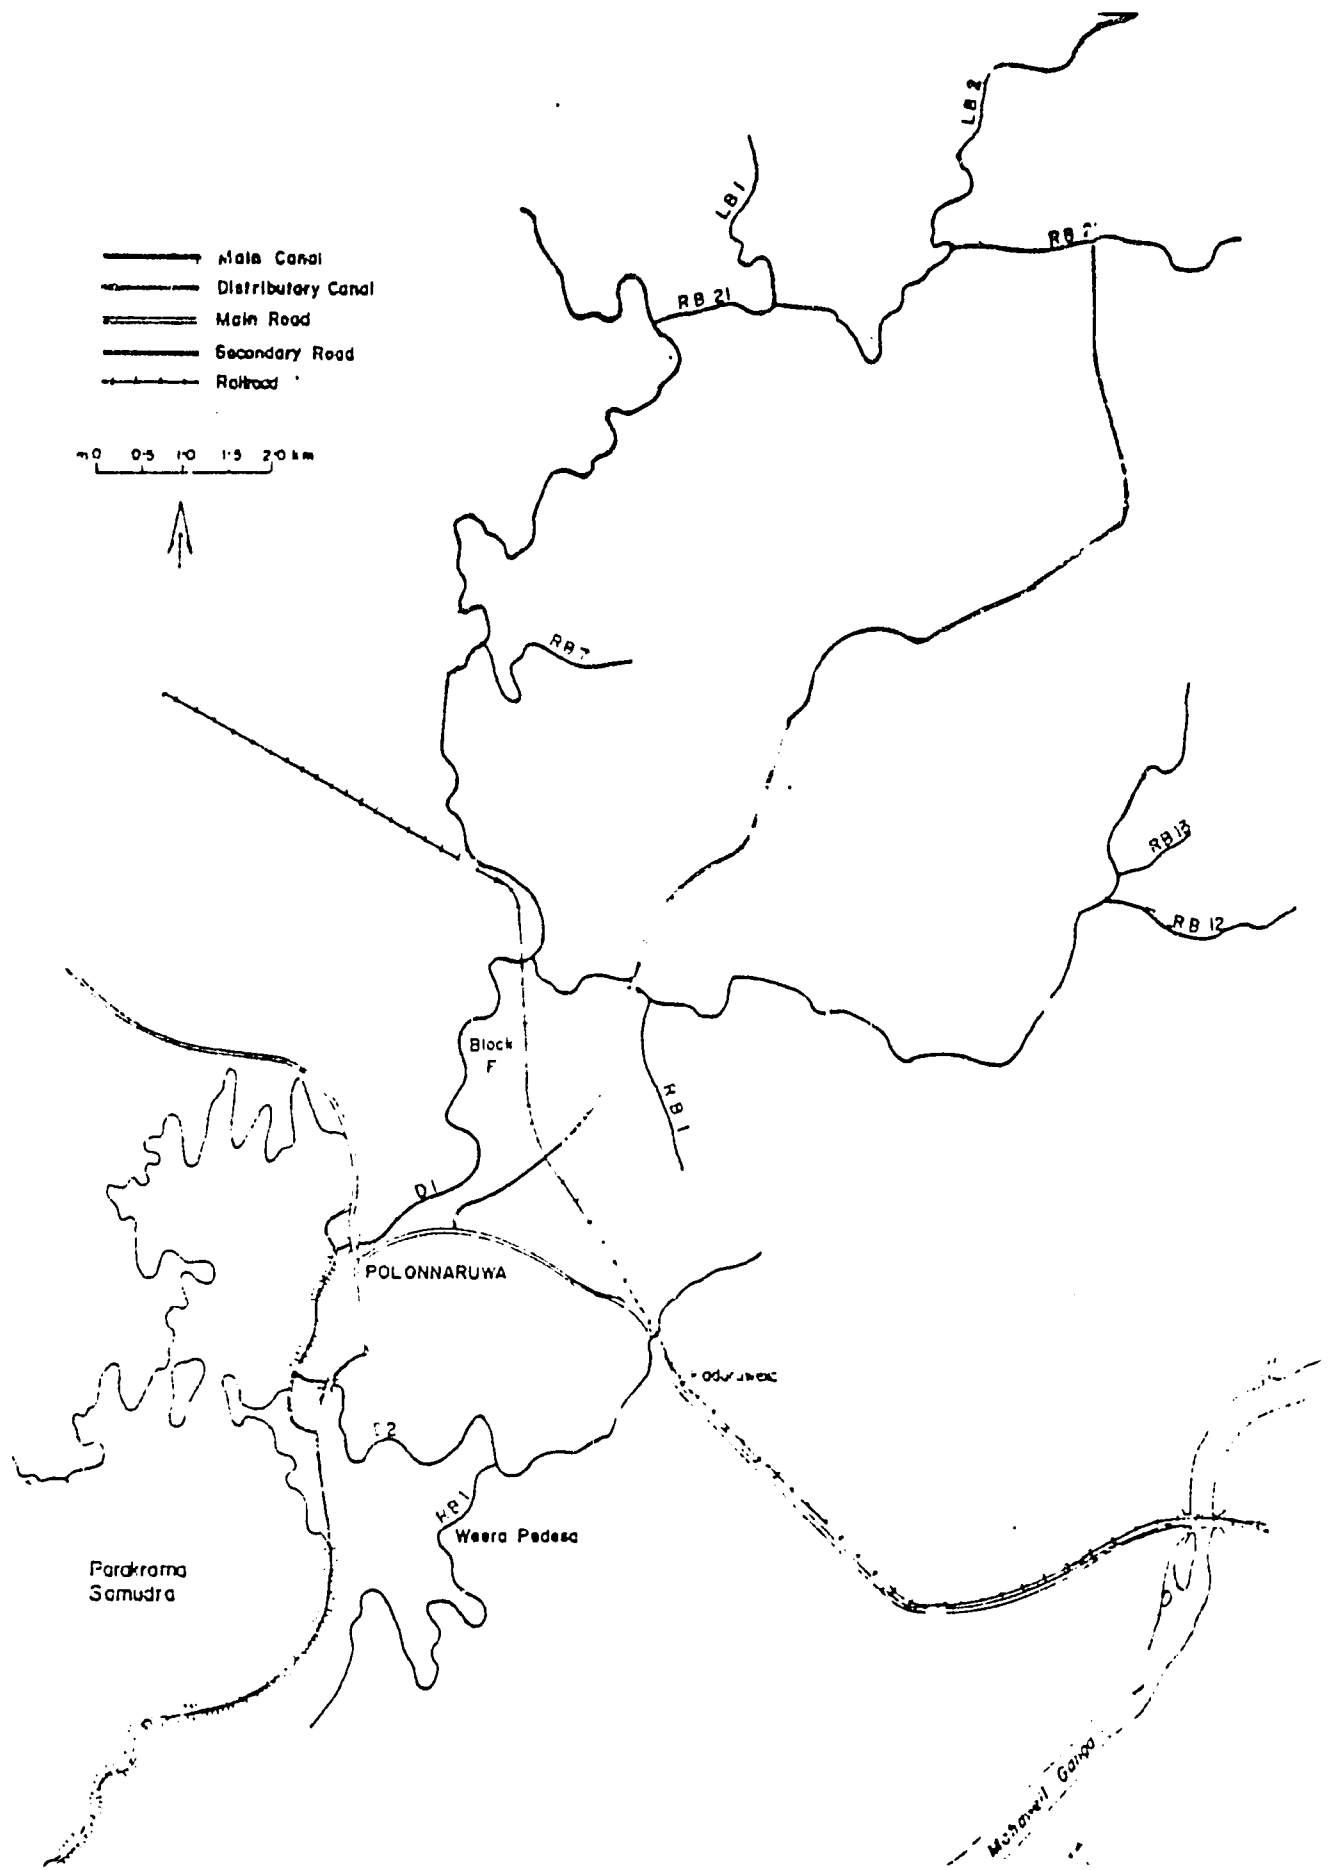 LB 2
LB 1
RB 21
RB 21
Main Canal
Distributary Canal
Main Road
Secondary Road
Railroad
m 0 0·5 1·0 1·5 2·0 km
RB 7
RB 13
RB 12
Block
F
RB 1
D1
POLONNARUWA
D2
RB 1
Weera Pedesa
Parakrama
Samudra
Ganga